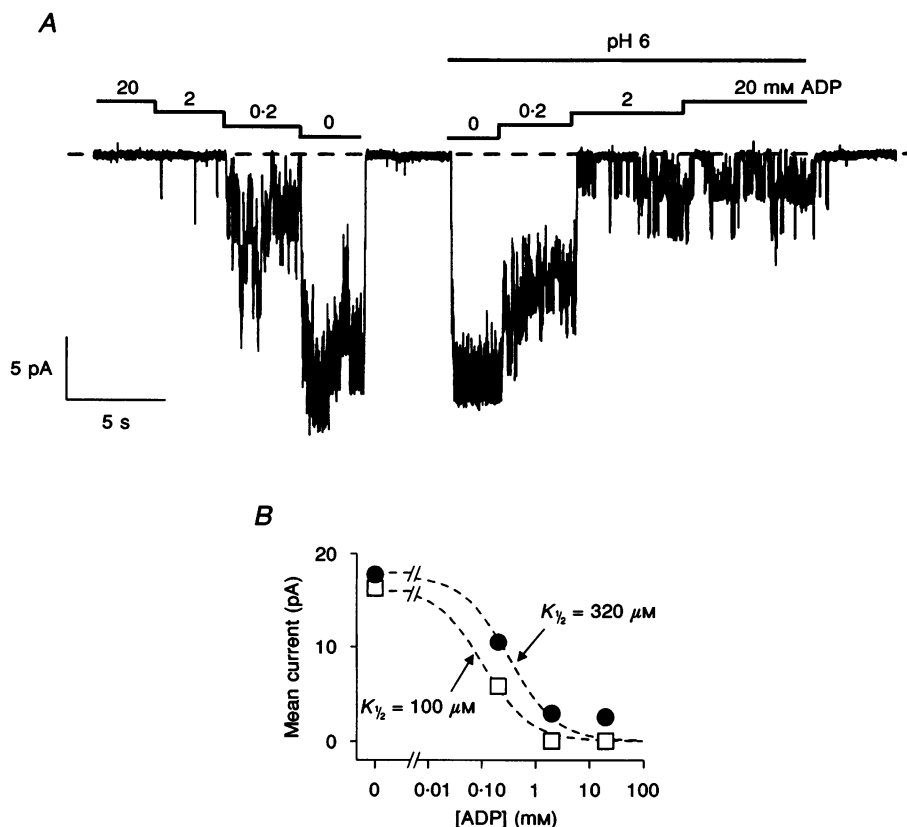 A
pH 6
20 2 0·2 0 0 0·2 2 20 mM ADP
5 pA
5 s
B
Mean current (pA)
20
10
0
K½ = 320 μM
K½ = 100 μM
0 0·01 0·10 1 10 100
[ADP] (mM)